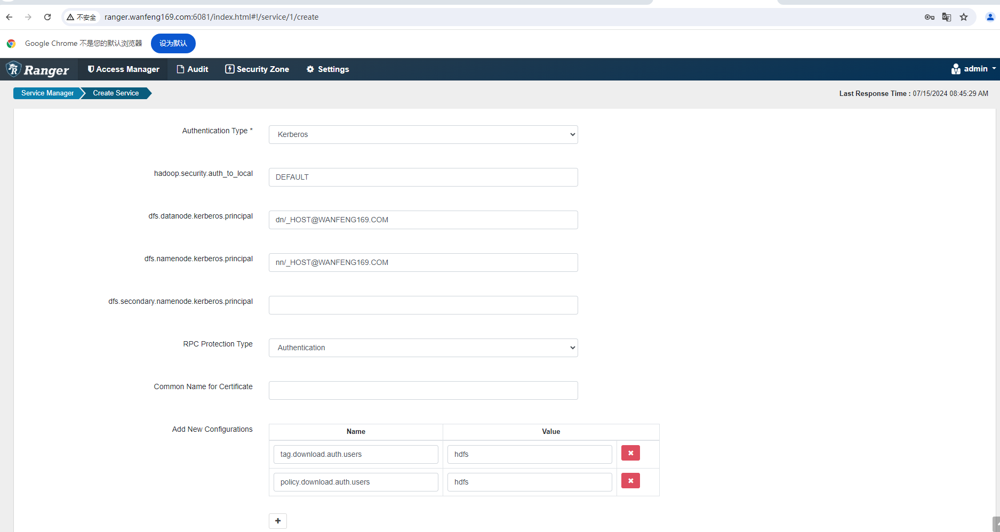 不安全 ranger.wanfeng169.com:6081/index.html#!/service/1/create
Google Chrome 不是您的默认浏览器 设为默认
Ranger Access Manager Audit Security Zone Settings admin
Service Manager Create Service Last Response Time : 07/15/2024 08:45:29 AM
Authentication Type * Kerberos
hadoop.security.auth_to_local DEFAULT
dfs.datanode.kerberos.principal dn/_HOST@WANFENG169.COM
dfs.namenode.kerberos.principal nn/_HOST@WANFENG169.COM
dfs.secondary.namenode.kerberos.principal
RPC Protection Type Authentication
Common Name for Certificate
Add New Configurations Name Value
tag.download.auth.users hdfs
policy.download.auth.users hdfs